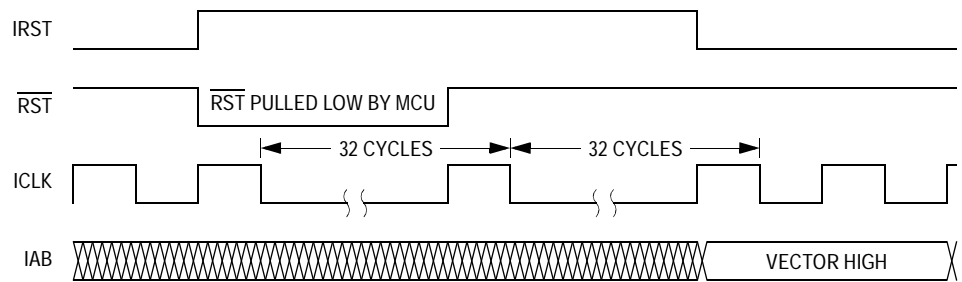 IRST
RST
RST PULLED LOW BY MCU
32 CYCLES
32 CYCLES
ICLK
IAB
VECTOR HIGH